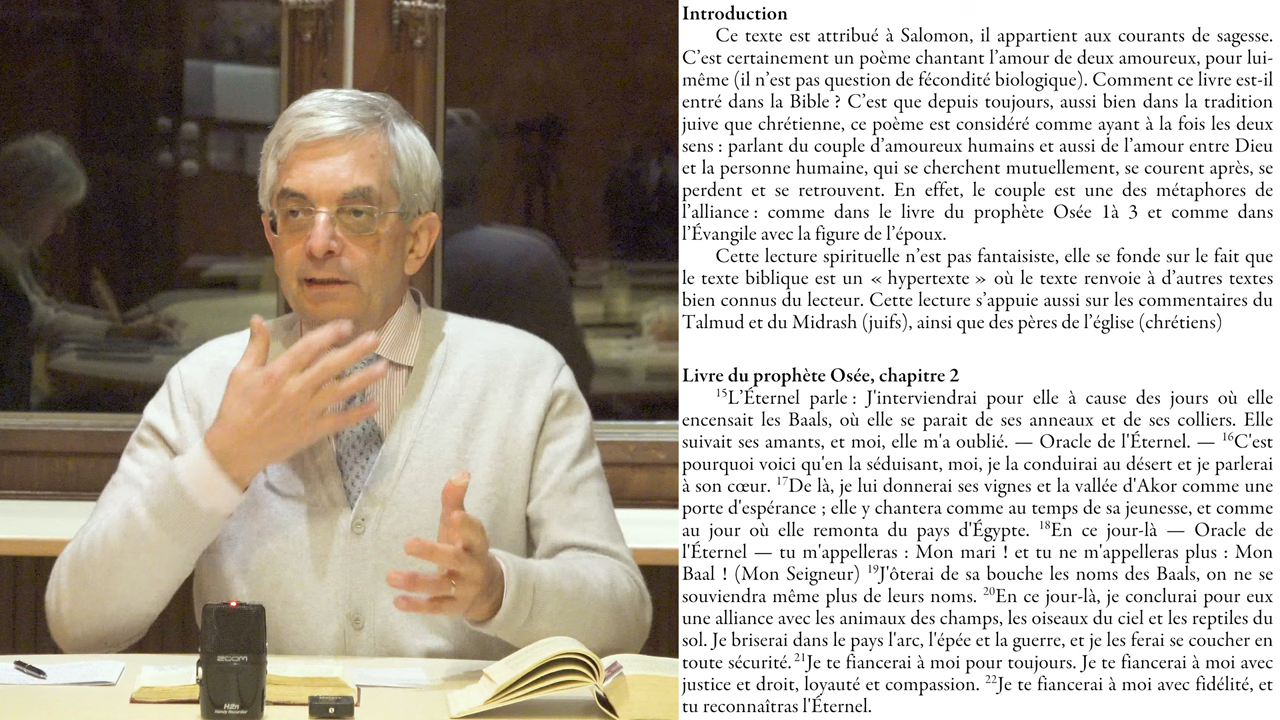 Introduction
Ce texte est attribué à Salomon, il appartient aux courants de sagesse.
C’est certainement un poème chantant l’amour de deux amoureux, pour lui-
même (il n’est pas question de fécondité biologique). Comment ce livre est-il
entré dans la Bible ? C’est que depuis toujours, aussi bien dans la tradition
juive que chrétienne, ce poème est considéré comme ayant à la fois les deux
sens : parlant du couple d’amoureux humains et aussi de l’amour entre Dieu
et la personne humaine, qui se cherchent mutuellement, se courent après, se
perdent et se retrouvent. En effet, le couple est une des métaphores de
l’alliance : comme dans le livre du prophète Osée 1à 3 et comme dans
l’Évangile avec la figure de l’époux.
Cette lecture spirituelle n’est pas fantaisiste, elle se fonde sur le fait que
le texte biblique est un « hypertexte » où le texte renvoie à d’autres textes
bien connus du lecteur. Cette lecture s’appuie aussi sur les commentaires du
Talmud et du Midrash (juifs), ainsi que des pères de l’église (chrétiens)
Livre du prophète Osée, chapitre 2
¹⁵L’Éternel parle : J'interviendrai pour elle à cause des jours où elle
encensait les Baals, où elle se parait de ses anneaux et de ses colliers. Elle
suivait ses amants, et moi, elle m'a oublié. — Oracle de l'Éternel. — ¹⁶C'est
pourquoi voici qu'en la séduisant, moi, je la conduirai au désert et je parlerai
à son cœur. ¹⁷De là, je lui donnerai ses vignes et la vallée d'Akor comme une
porte d'espérance ; elle y chantera comme au temps de sa jeunesse, et comme
au jour où elle remonta du pays d'Égypte. ¹⁸En ce jour-là — Oracle de
l'Éternel — tu m'appelleras : Mon mari ! et tu ne m'appelleras plus : Mon
Baal ! (Mon Seigneur) ¹⁹J'ôterai de sa bouche les noms des Baals, on ne se
souviendra même plus de leurs noms. ²⁰En ce jour-là, je conclurai pour eux
une alliance avec les animaux des champs, les oiseaux du ciel et les reptiles du
sol. Je briserai dans le pays l'arc, l'épée et la guerre, et je les ferai se coucher en
toute sécurité. ²¹Je te fiancerai à moi pour toujours. Je te fiancerai à moi avec
justice et droit, loyauté et compassion. ²²Je te fiancerai à moi avec fidélité, et
tu reconnaîtras l'Éternel.
zoom
H2n
Handy Recorder